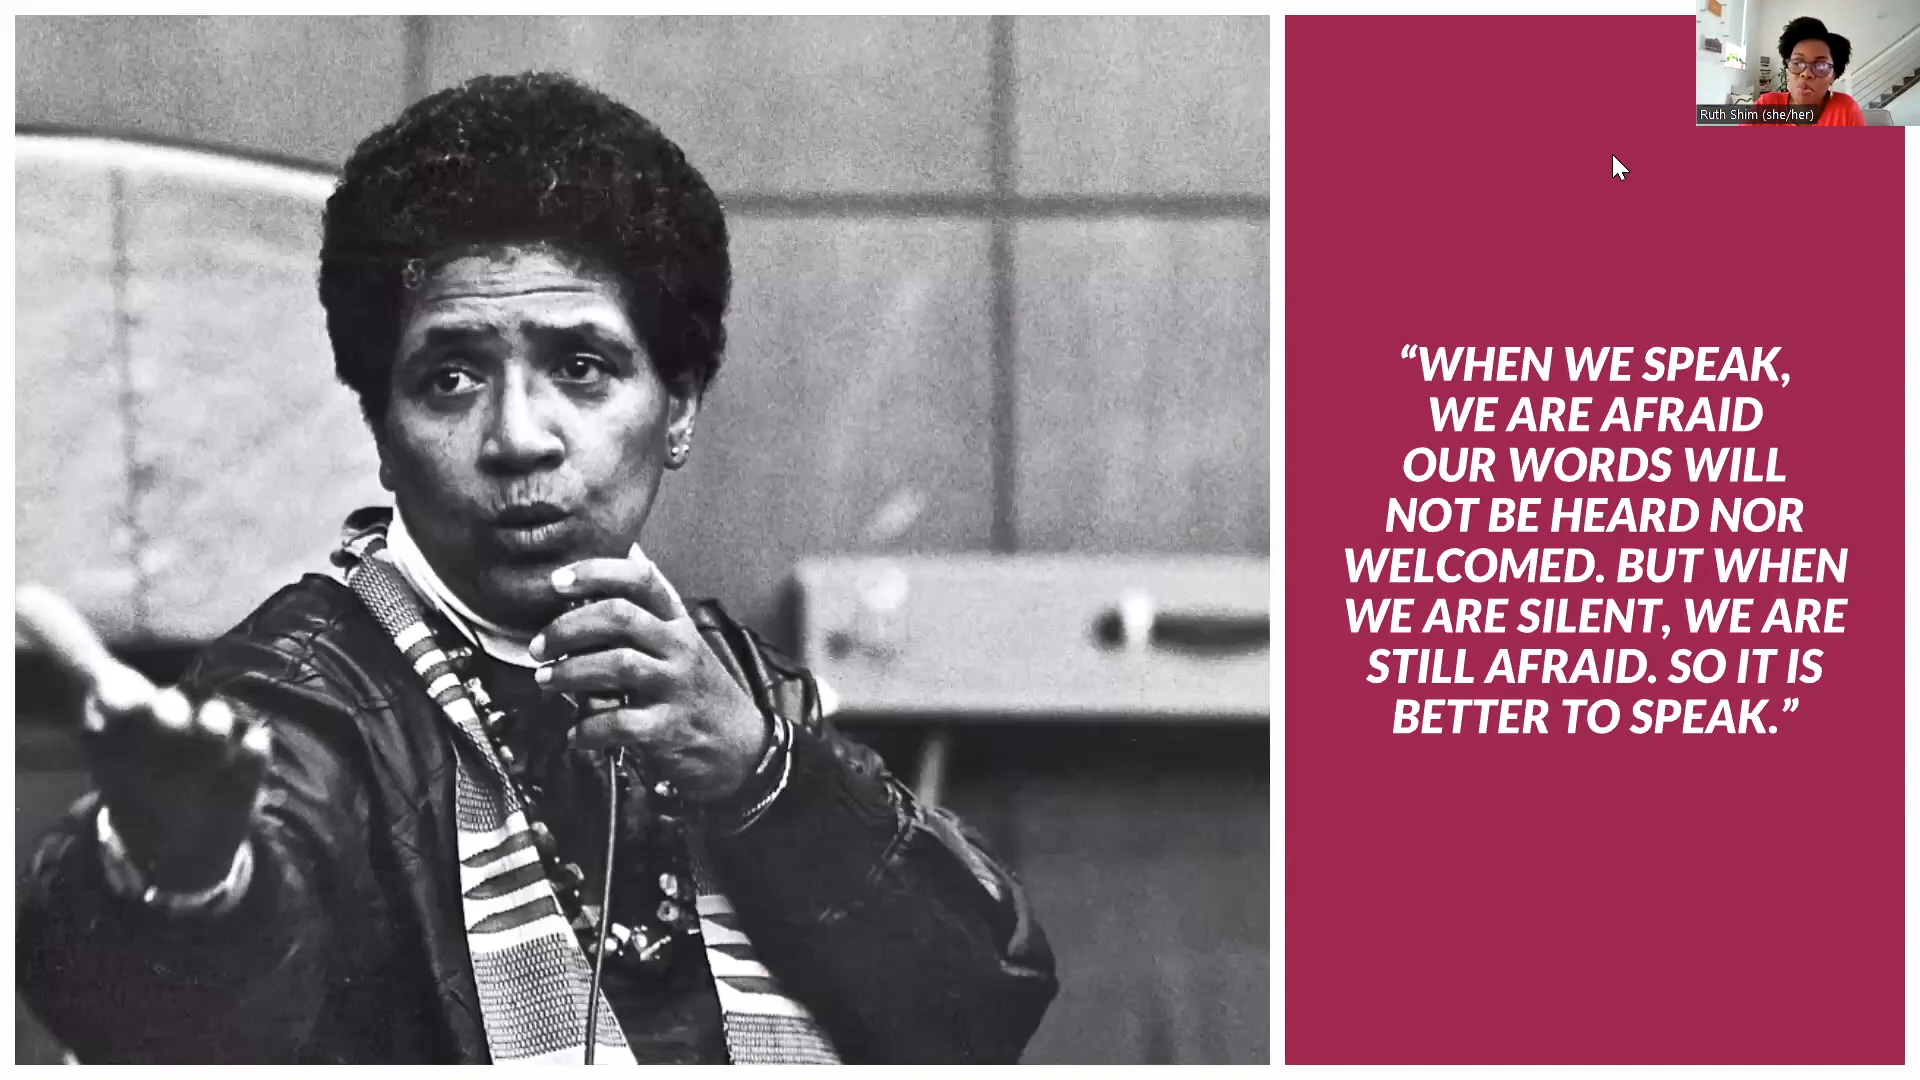 Ruth Shim (she/her)
“WHEN WE SPEAK,
WE ARE AFRAID
OUR WORDS WILL
NOT BE HEARD NOR
WELCOMED. BUT WHEN
WE ARE SILENT, WE ARE
STILL AFRAID. SO IT IS
BETTER TO SPEAK.”